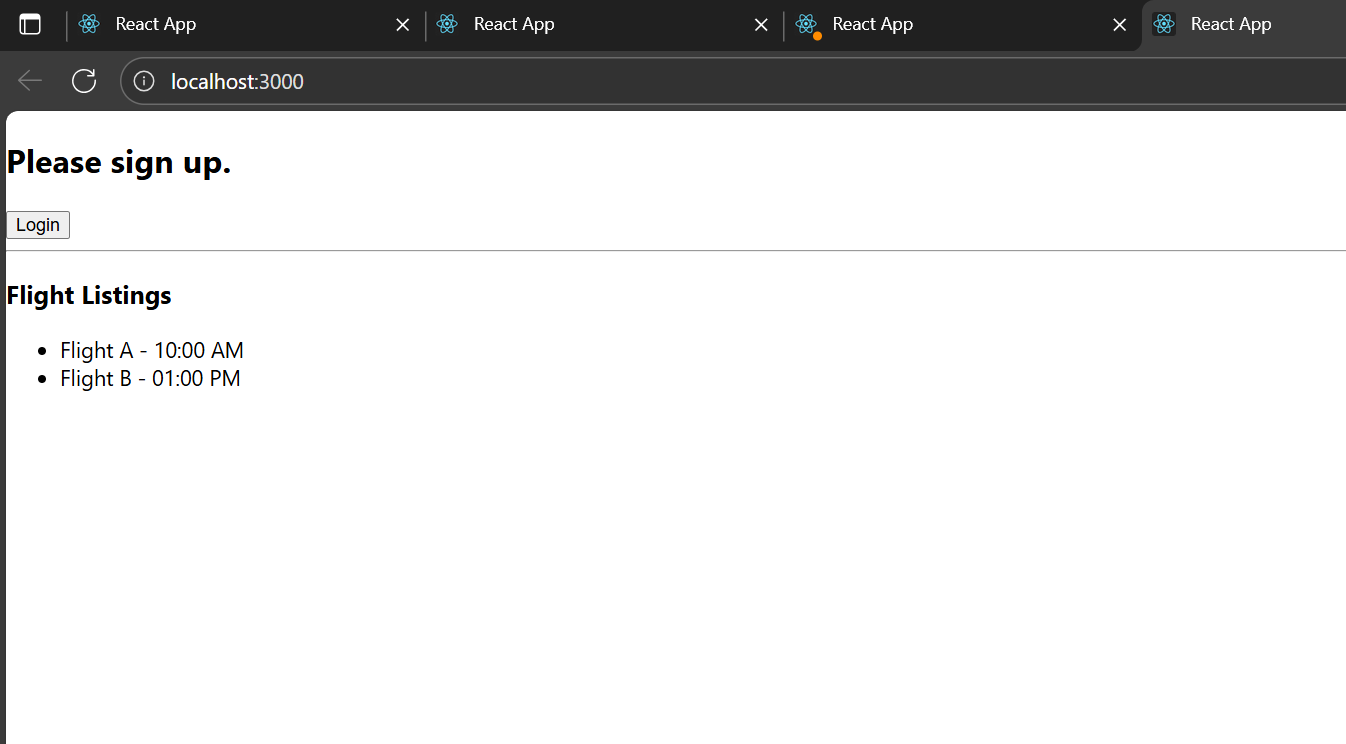 React App
React App
React App
React App
localhost:3000
Please sign up.
Login
Flight Listings
Flight A - 10:00 AM
Flight B - 01:00 PM